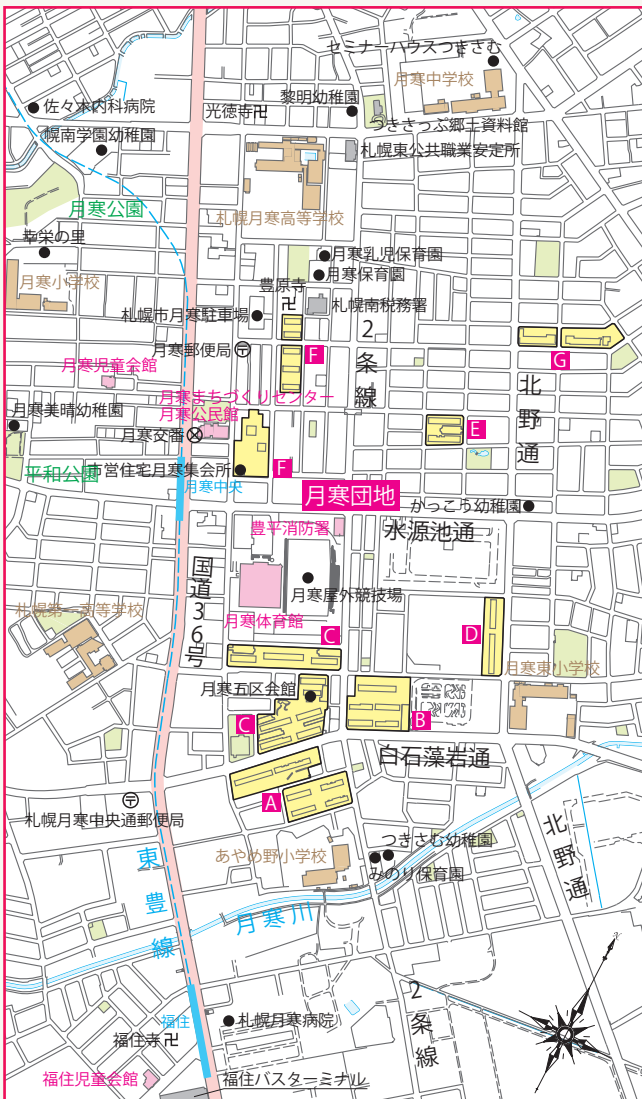 セミナーハウスつきさむ
月寒中学校
佐々木内科病院
光徳寺卍
黎明幼稚園
つきさっぷ郷土資料館
幌南学園幼稚園
札幌東公共職業安定所
月寒公園
札幌月寒高等学校
幸栄の里
月寒乳児保育園
月寒小学校
月寒保育園
豊原寺
卍
札幌南税務署
札幌市月寒駐車場
2条線
月寒郵便局
F
G
月寒児童会館
北野通
月寒まちづくりセンター
月寒公民館
月寒美晴幼稚園
月寒交番
E
平和公園
市営住宅月寒集会所
F
月寒中央
月寒団地
かっこう幼稚園
豊平消防署
水源池通
国道36号
月寒屋外競技場
札幌第一高等学校
月寒体育館
C
D
月寒東小学校
月寒五区会館
C
B
白石藻岩通
A
札幌月寒中央通郵便局
北野通
つきさむ幼稚園
あやめ野小学校
みのり保育園
東豊線
月寒川
2条線
福住
札幌月寒病院
福住寺卍
福住児童会館
福住バスターミナル